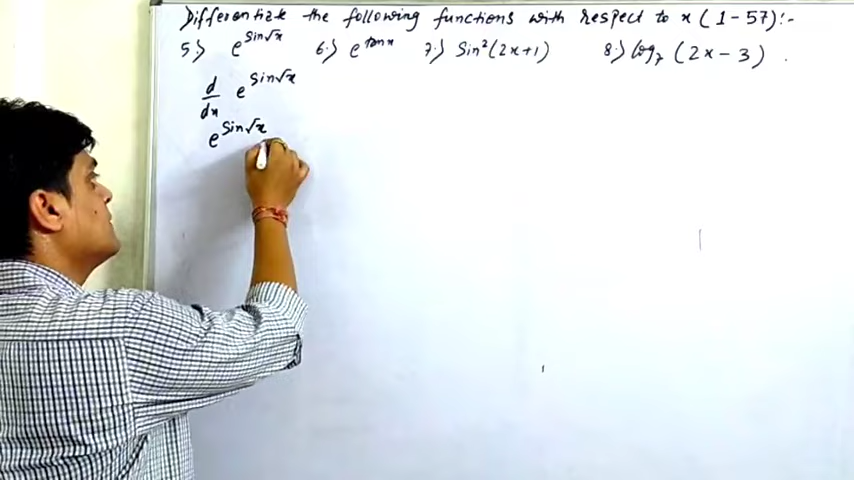 Differentiate the following functions with respect to x (1-57):-
5.) e^sin√x 6.) e^tanx 7.) Sin²(2x+1) 8.) log₇ (2x-3) .
d/dx e^sin√x
e^sin√x